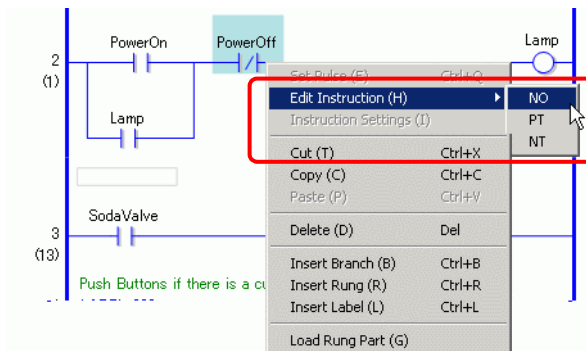 PowerOn PowerOff Lamp
2
(1)
Set Pulse (E) Ctrl+Q
Edit Instruction (H) NO
Instruction Settings (I) PT
NT
Lamp
Cut (T) Ctrl+X
Copy (C) Ctrl+C
Paste (P) Ctrl+V
SodaValve
Delete (D) Del
3
(13)
Insert Branch (B) Ctrl+B
Insert Rung (R) Ctrl+R
Insert Label (L) Ctrl+L
Push Buttons if there is a cu
Load Rung Part (G)